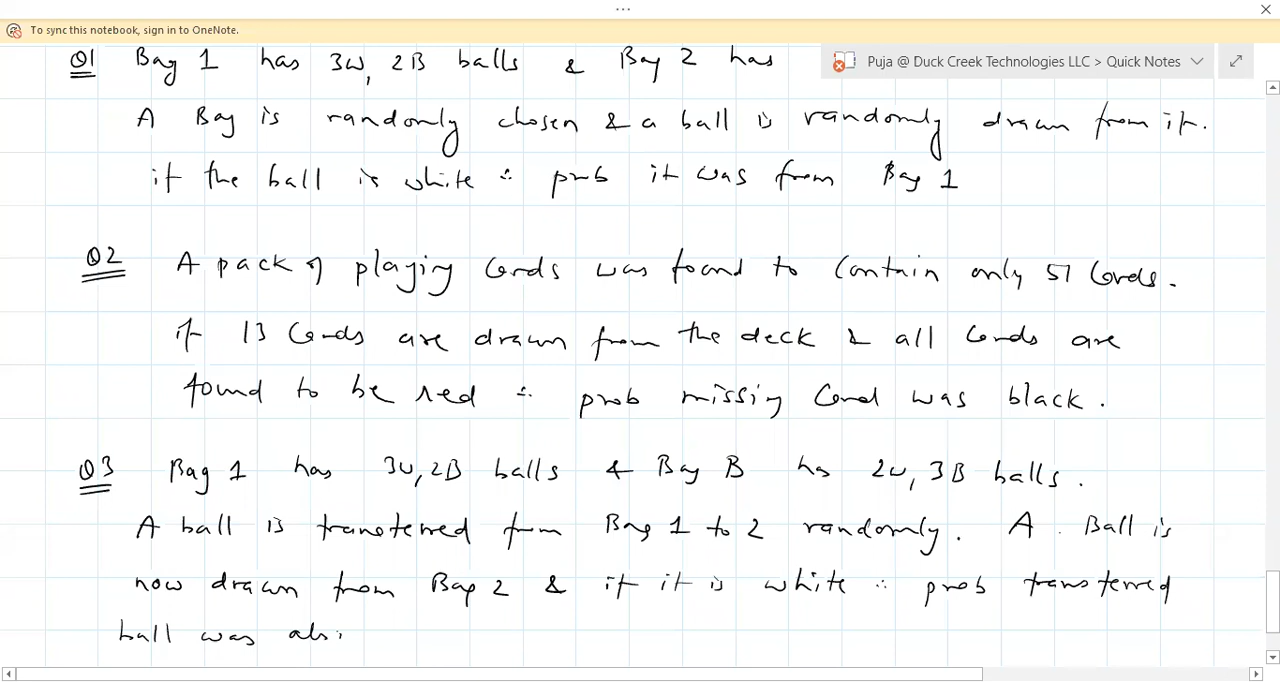 ...
To sync this notebook, sign in to OneNote.
Q1 Bag 1 has 3W, 2B balls & Bag 2 has
Puja @ Duck Creek Technologies LLC > Quick Notes
A Bag is randomly chosen & a ball is randomly drawn from it.
if the ball is white ∴ prob it was from Bag 1
Q2 A pack of playing Cards was found to contain only 51 Cards.
if 13 Cards are drawn from the deck & all Cards are
found to be red ∴ prob missing Card was black.
Q3 Bag 1 has 3W, 2B balls & Bag B has 2W, 3B balls.
A ball is transferred from Bag 1 to 2 randomly. A Ball is
now drawn from Bag 2 & if it is white ∴ prob transferred
ball was